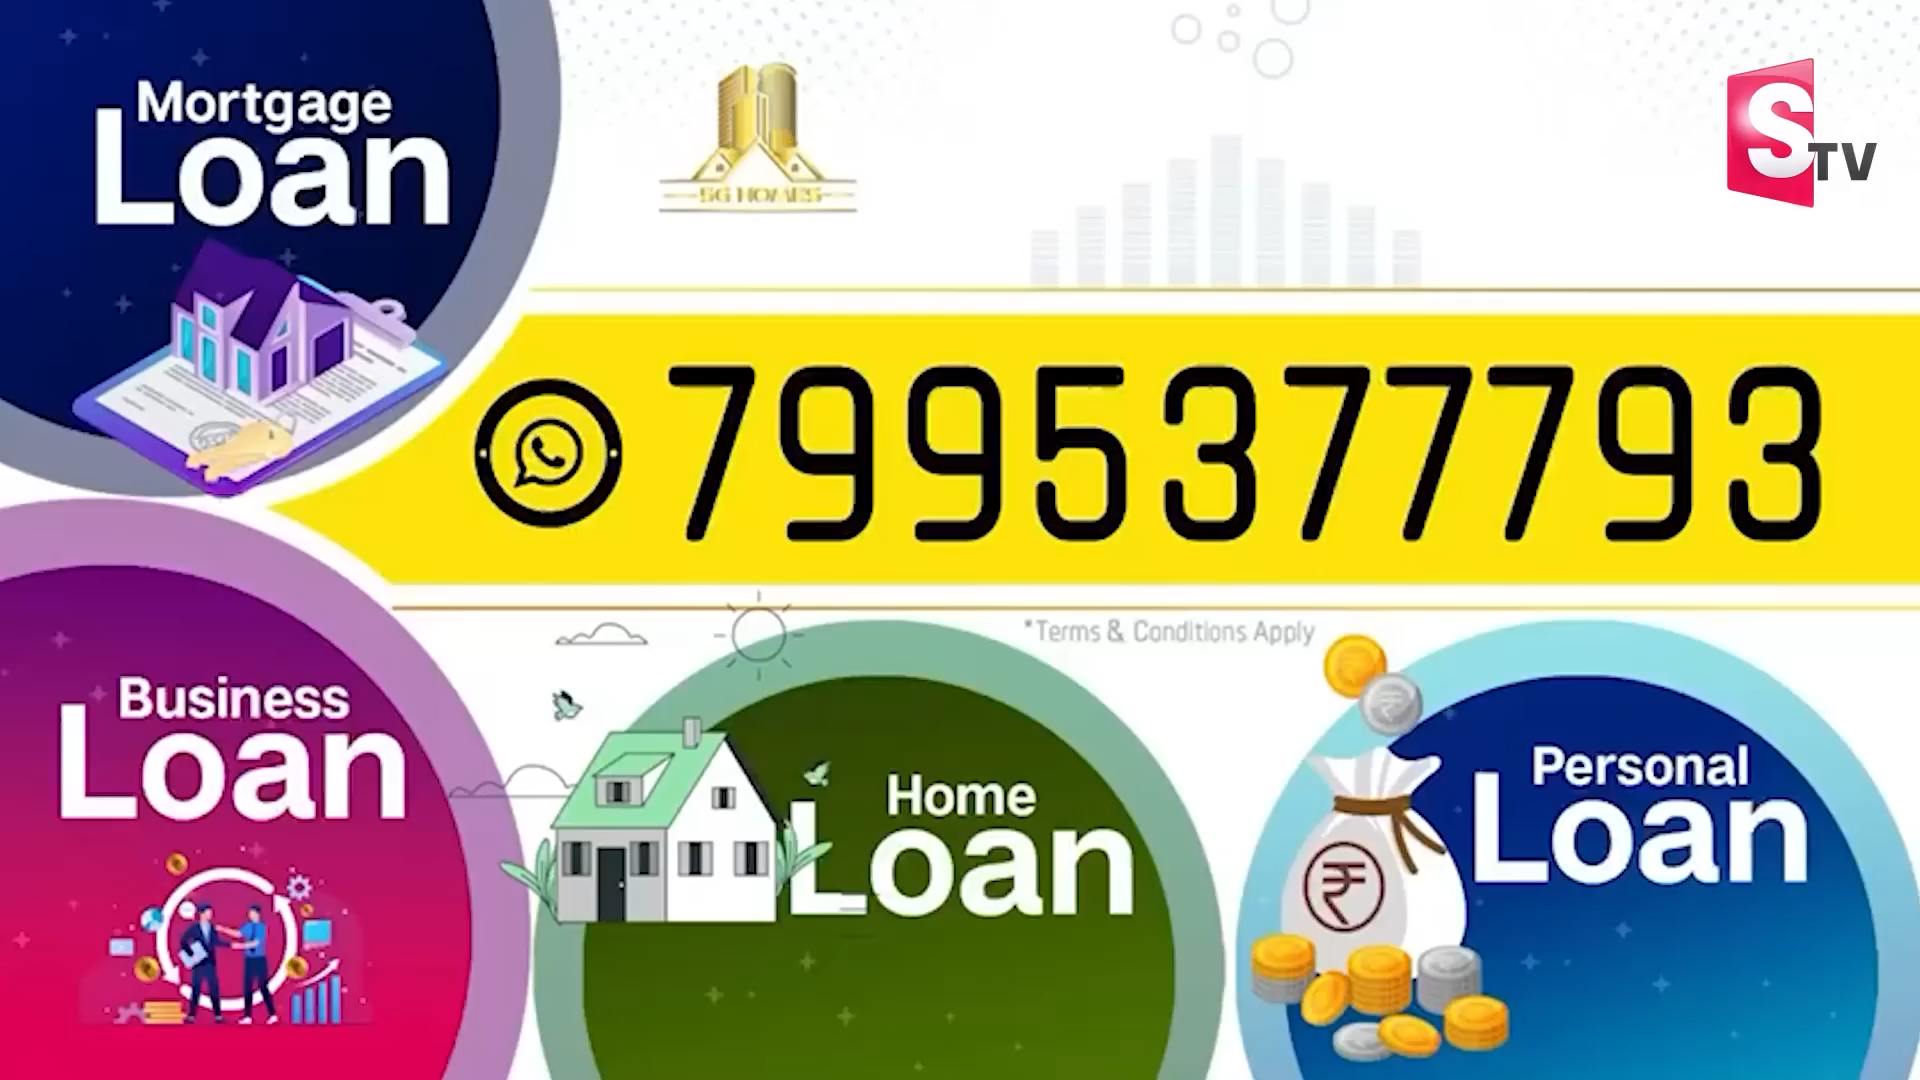 Mortgage
Loan
SG HOMES
STV
7995377793
*Terms & Conditions Apply
Business
Loan
Home
Loan
Personal
Loan